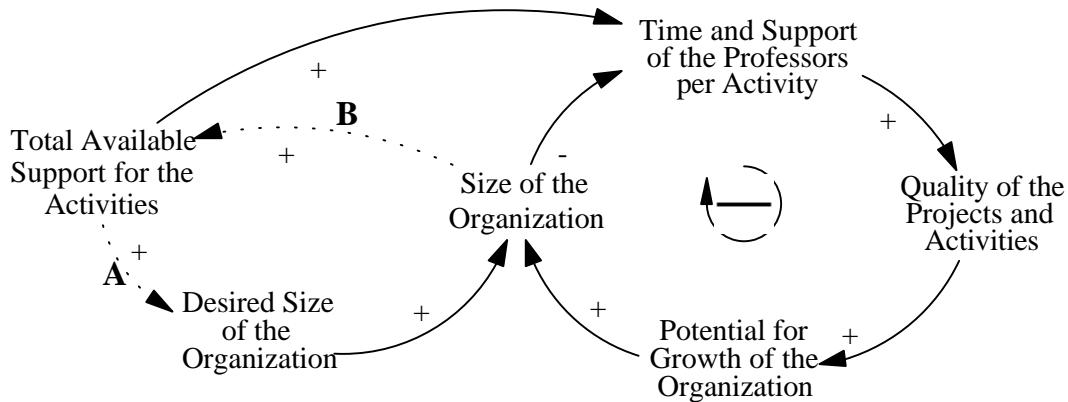 Time and Support
of the Professors
per Activity
+
B
+
Total Available
Support for the
Activities
+
-
Size of the
Organization
Quality of the
Projects and
Activities
+
A
Desired Size
of the
Organization
+
+
Potential for
Growth of the
Organization
+